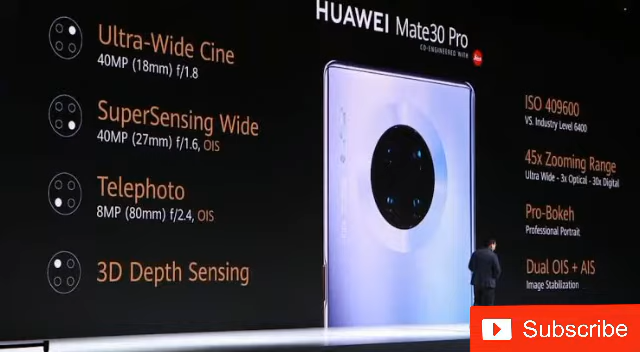 HUAWEI Mate30 Pro
CO-ENGINEERED WITH
Ultra-Wide Cine
40MP (18mm) f/1.8
SuperSensing Wide
40MP (27mm) f/1.6, OIS
Telephoto
8MP (80mm) f/2.4, OIS
3D Depth Sensing
ISO 409600
VS. Industry Level 6400
45x Zooming Range
Ultra Wide - 3x Optical - 30x Digital
Pro-Bokeh
Professional Portrait
Dual OIS + AIS
Image Stabilization
Subscribe